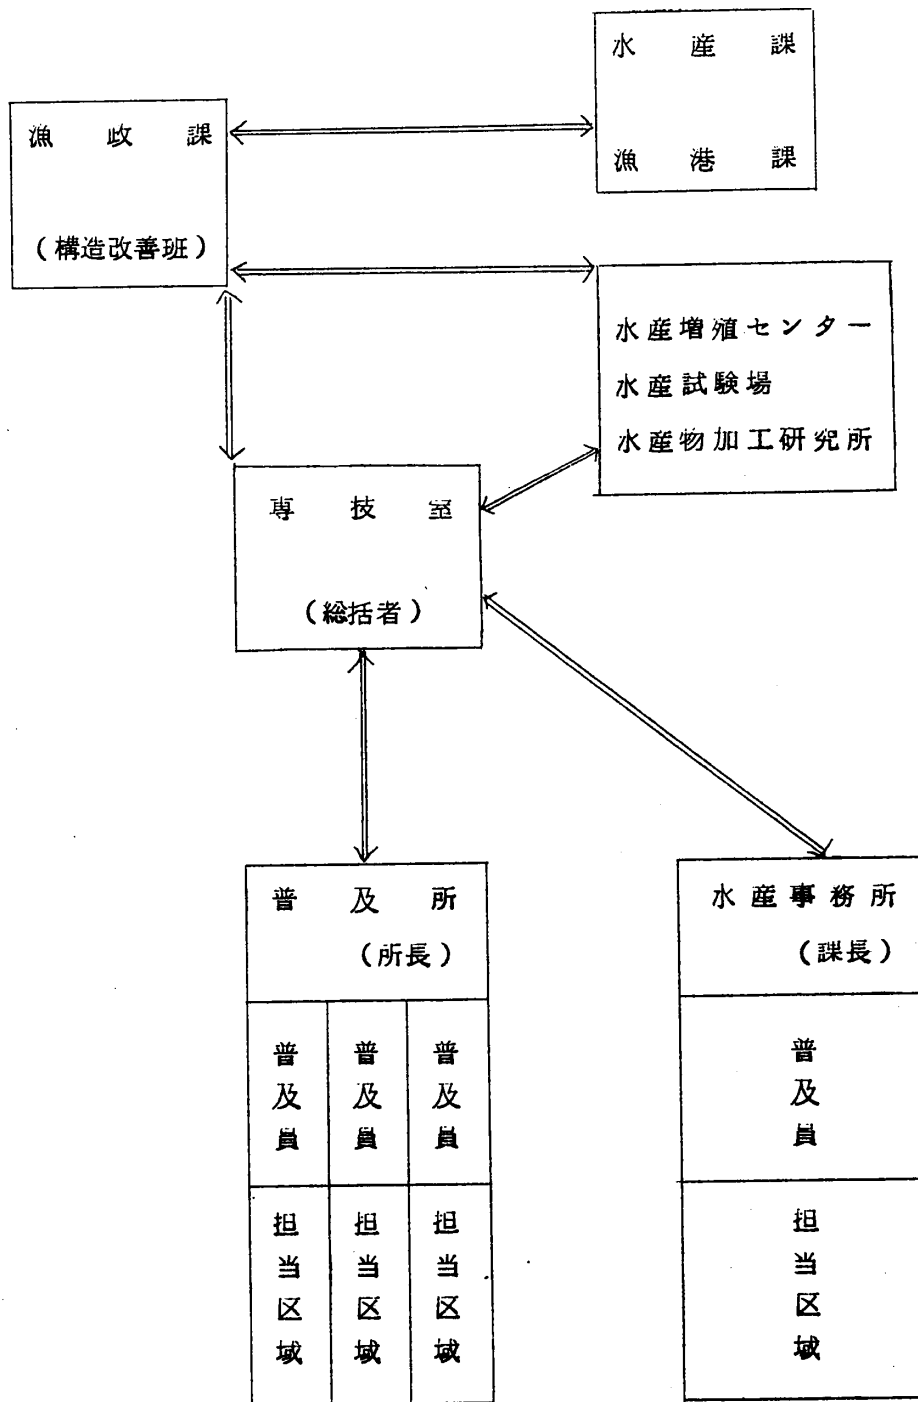 水産課
漁港課
漁政課
（構造改善班）
水産増殖センター
水産試験場
水産物加工研究所
専技室
（総括者）
普及所
（所長）
普及員
普及員
普及員
担当区域
担当区域
担当区域
水産事務所
（課長）
普及員
担当区域